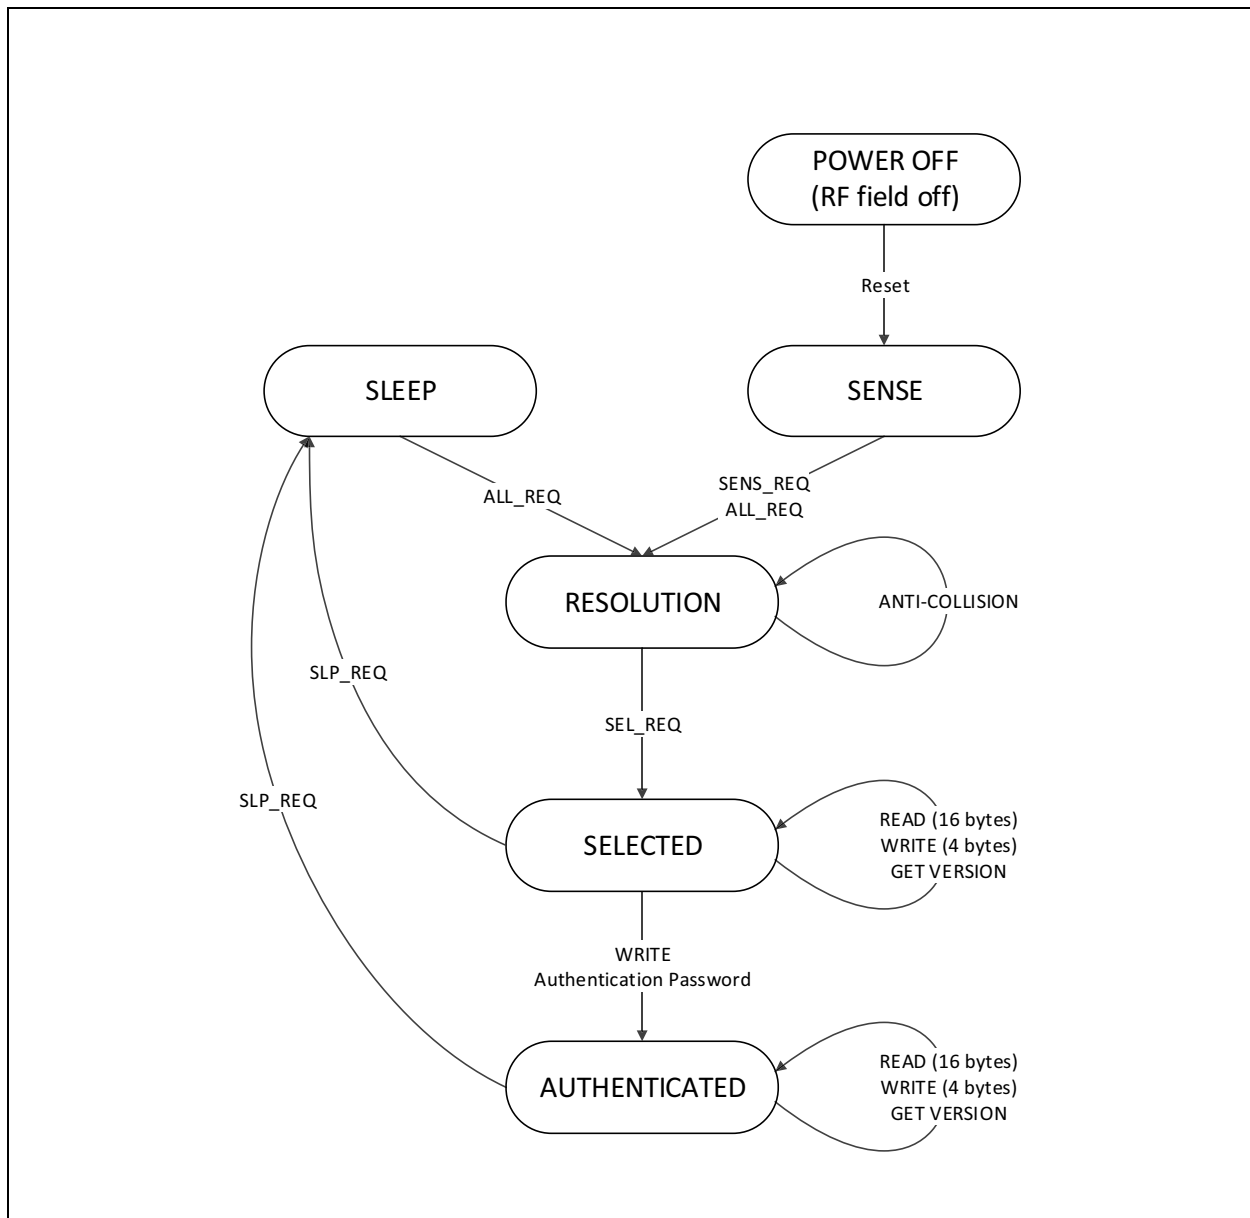 POWER OFF
(RF field off)
Reset
SLEEP
SENSE
ALL_REQ
SENS_REQ
ALL_REQ
RESOLUTION
ANTI-COLLISION
SLP_REQ
SEL_REQ
SLP_REQ
SELECTED
READ (16 bytes)
WRITE (4 bytes)
GET VERSION
WRITE
Authentication Password
AUTHENTICATED
READ (16 bytes)
WRITE (4 bytes)
GET VERSION